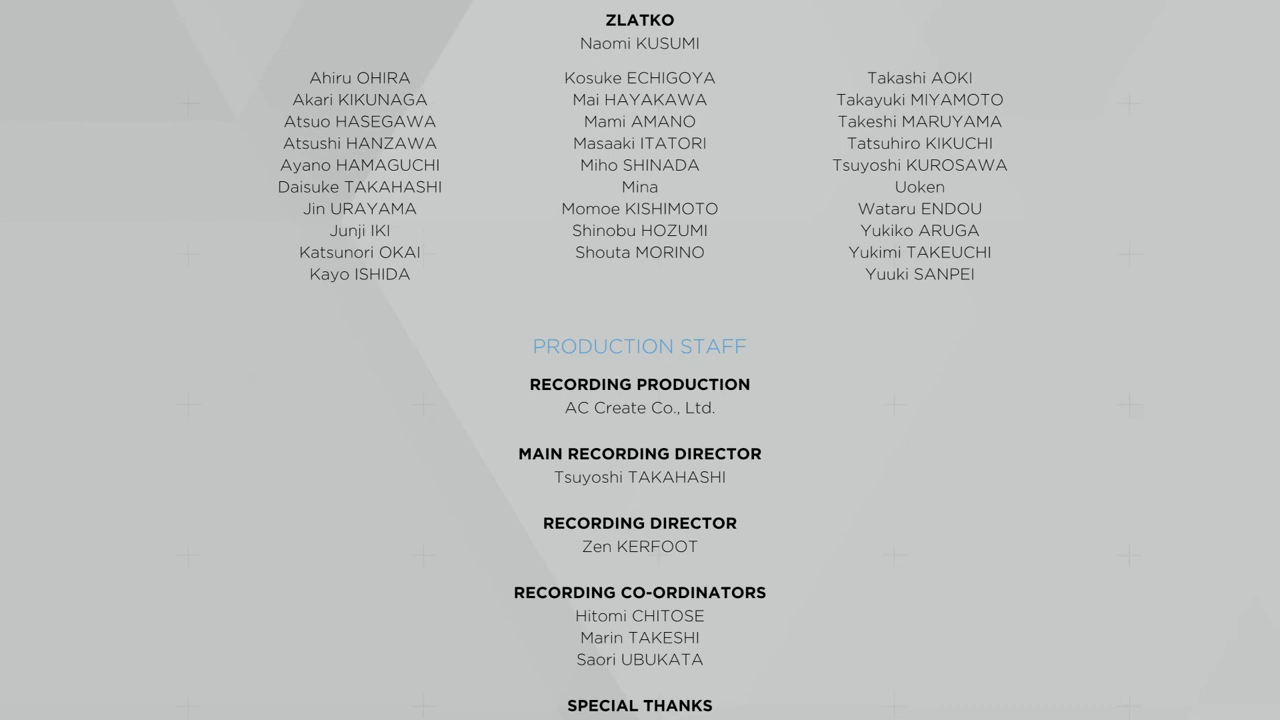 ZLATKO
Naomi KUSUMI
Ahiru OHIRA
Akari KIKUNAGA
Atsuo HASEGAWA
Atsushi HANZAWA
Ayano HAMAGUCHI
Daisuke TAKAHASHI
Jin URAYAMA
Junji IKI
Katsunori OKAI
Kayo ISHIDA
Kosuke ECHIGOYA
Mai HAYAKAWA
Mami AMANO
Masaaki ITATORI
Miho SHINADA
Mina
Momoe KISHIMOTO
Shinobu HOZUMI
Shouta MORINO
Takashi AOKI
Takayuki MIYAMOTO
Takeshi MARUYAMA
Tatsuhiro KIKUCHI
Tsuyoshi KUROSAWA
Uoken
Wataru ENDOU
Yukiko ARUGA
Yukimi TAKEUCHI
Yuuki SANPEI
PRODUCTION STAFF
RECORDING PRODUCTION
AC Create Co., Ltd.
MAIN RECORDING DIRECTOR
Tsuyoshi TAKAHASHI
RECORDING DIRECTOR
Zen KERFOOT
RECORDING CO-ORDINATORS
Hitomi CHITOSE
Marin TAKESHI
Saori UBUKATA
SPECIAL THANKS